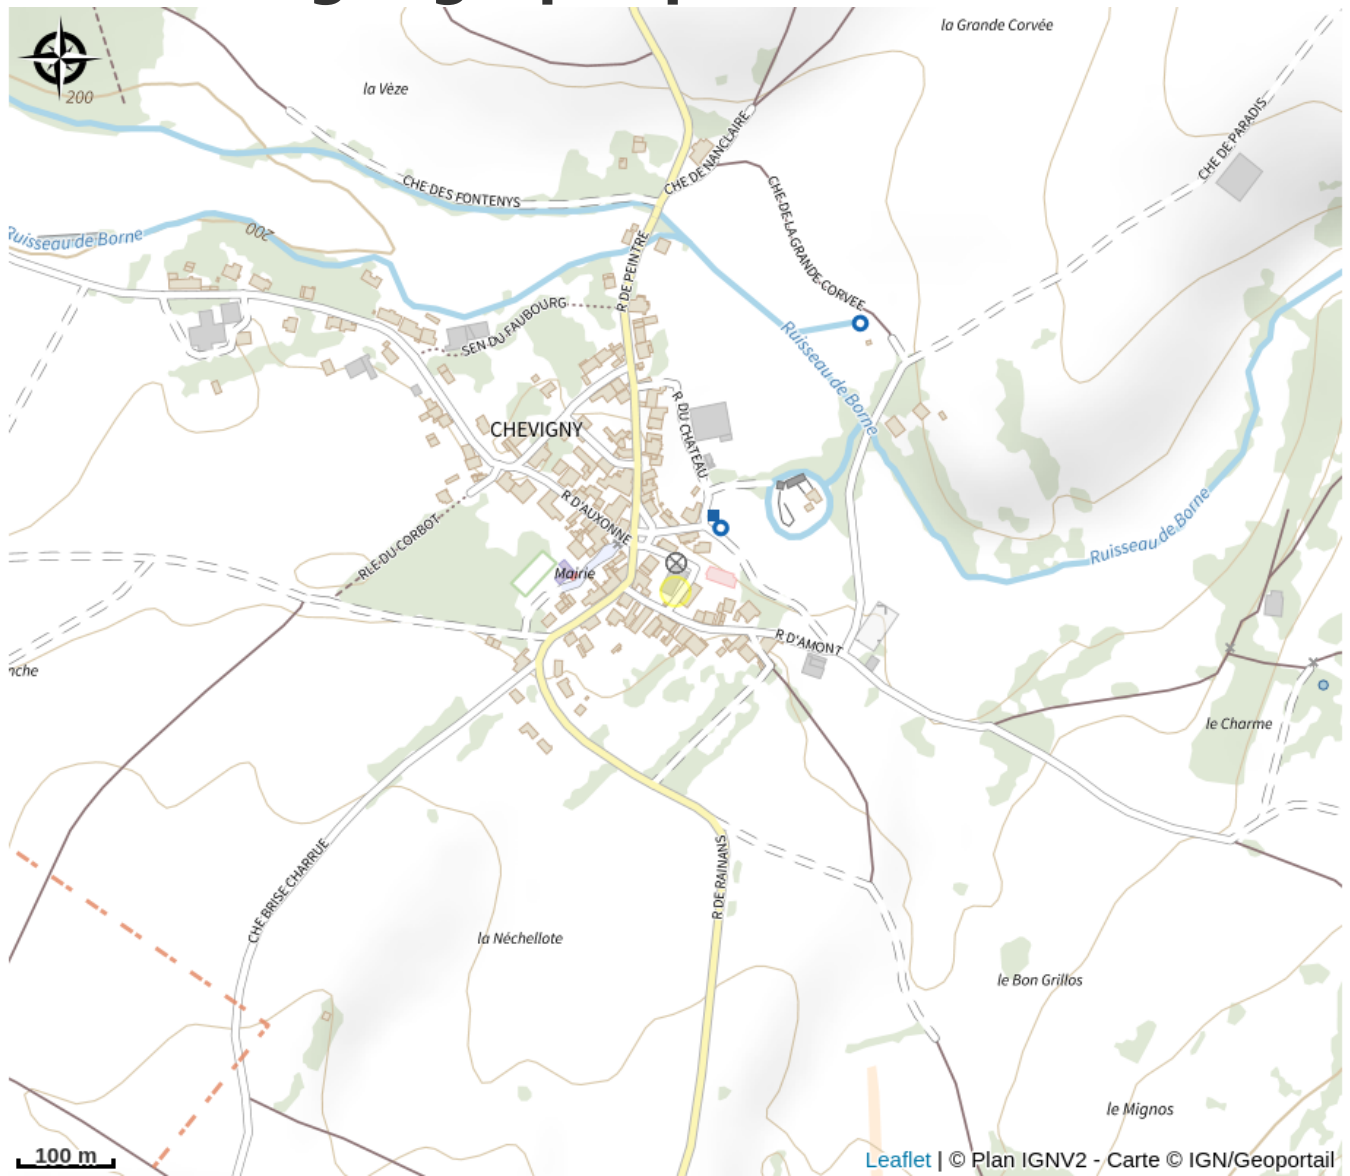 la Grande Corvée
la Vèze
200
CHE DE PARADIS
CHE DE NANCLAIRE
CHE DES FONTENYS
CHE-DE-LA-GRANDE-CORVEE
Ruisseau de Borne
200
R DE PEINTRE
SEN-DU-FAUBOURG
Ruisseau de Borne
R DU CHATEAU
CHEVIGNY
R D'AUXONNE
RLE-DU-CORBOT
Ruisseau de Borne
Mairie
R D'AMONT
nche
le Charme
CHE BRISE CHARRUE
R DE RAINANS
la Néchellote
le Bon Grillos
le Mignos
100 m
Leaflet | © Plan IGNV2 - Carte © IGN/Geoportail